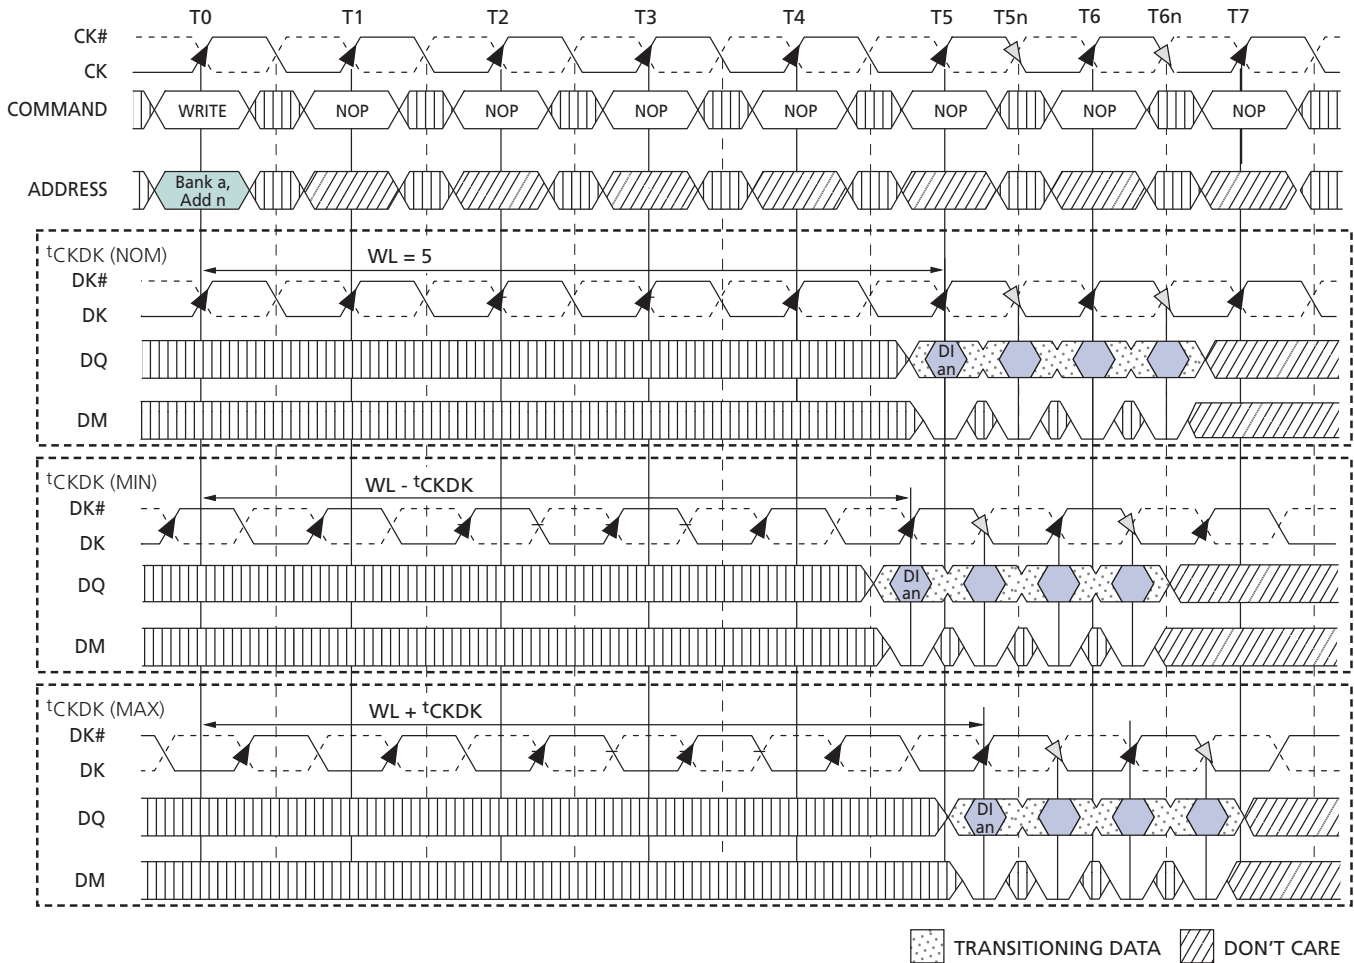 T0 T1 T2 T3 T4 T5 T5n T6 T6n T7
CK#
CK
COMMAND WRITE NOP NOP NOP NOP NOP NOP NOP
ADDRESS Bank a,
Add n
tCKDK (NOM) WL = 5
DK#
DK
DQ DI
an
DM
tCKDK (MIN) WL - tCKDK
DK#
DK
DQ DI
an
DM
tCKDK (MAX) WL + tCKDK
DK#
DK
DQ DI
an
DM
TRANSITIONING DATA DON'T CARE